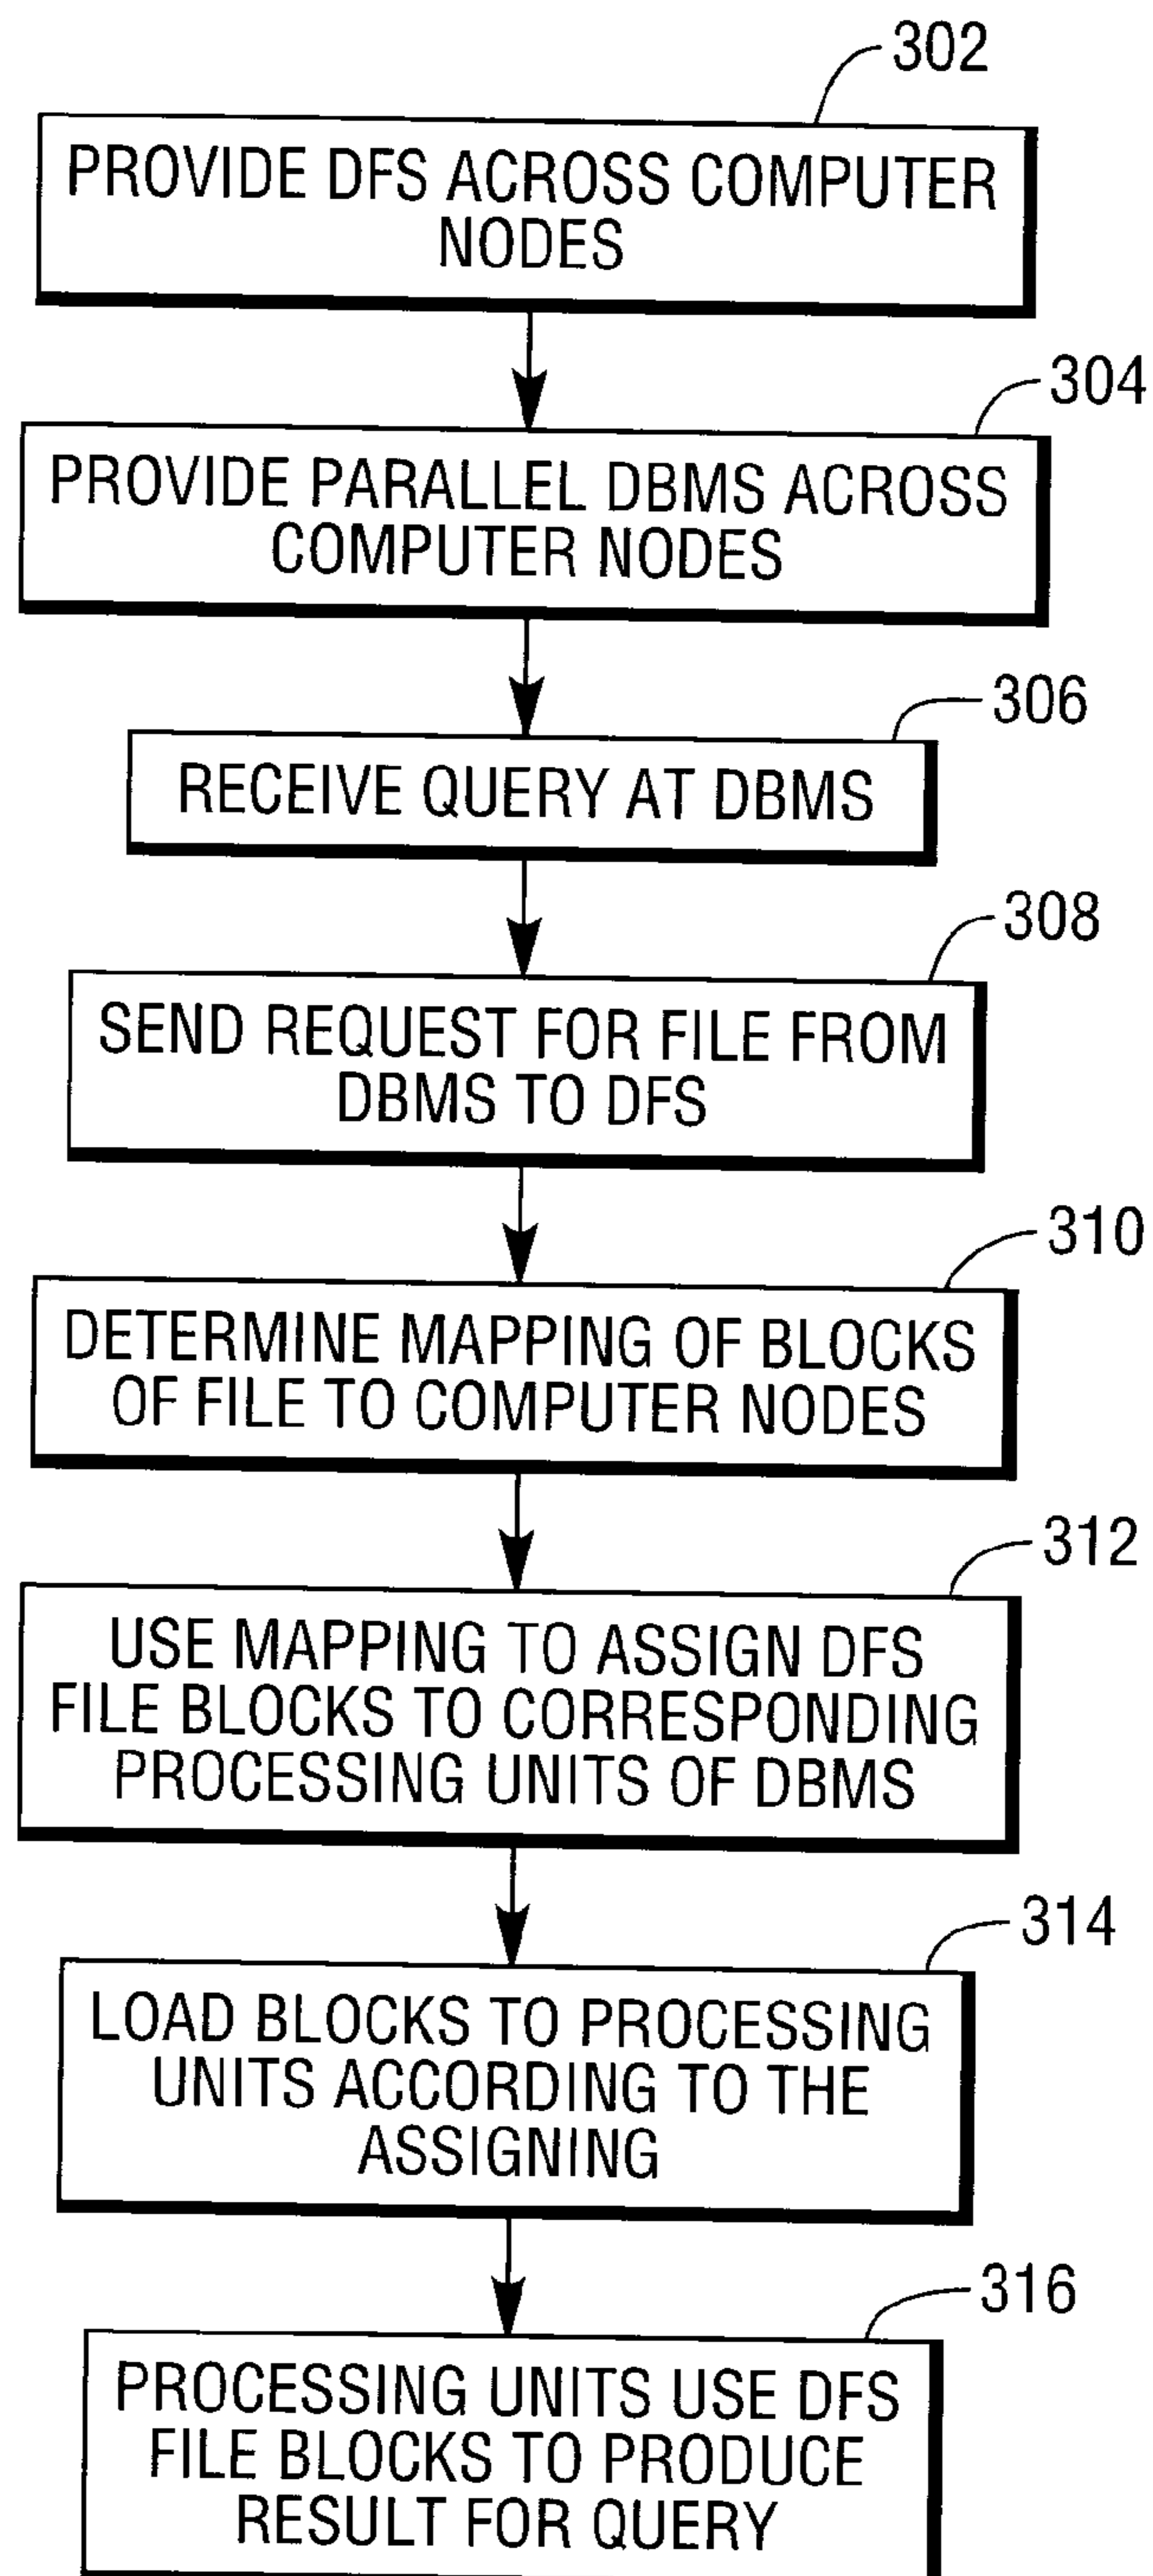 302
PROVIDE DFS ACROSS COMPUTER
NODES
304
PROVIDE PARALLEL DBMS ACROSS
COMPUTER NODES
306
RECEIVE QUERY AT DBMS
308
SEND REQUEST FOR FILE FROM
DBMS TO DFS
310
DETERMINE MAPPING OF BLOCKS
OF FILE TO COMPUTER NODES
312
USE MAPPING TO ASSIGN DFS
FILE BLOCKS TO CORRESPONDING
PROCESSING UNITS OF DBMS
314
LOAD BLOCKS TO PROCESSING
UNITS ACCORDING TO THE
ASSIGNING
316
PROCESSING UNITS USE DFS
FILE BLOCKS TO PRODUCE
RESULT FOR QUERY